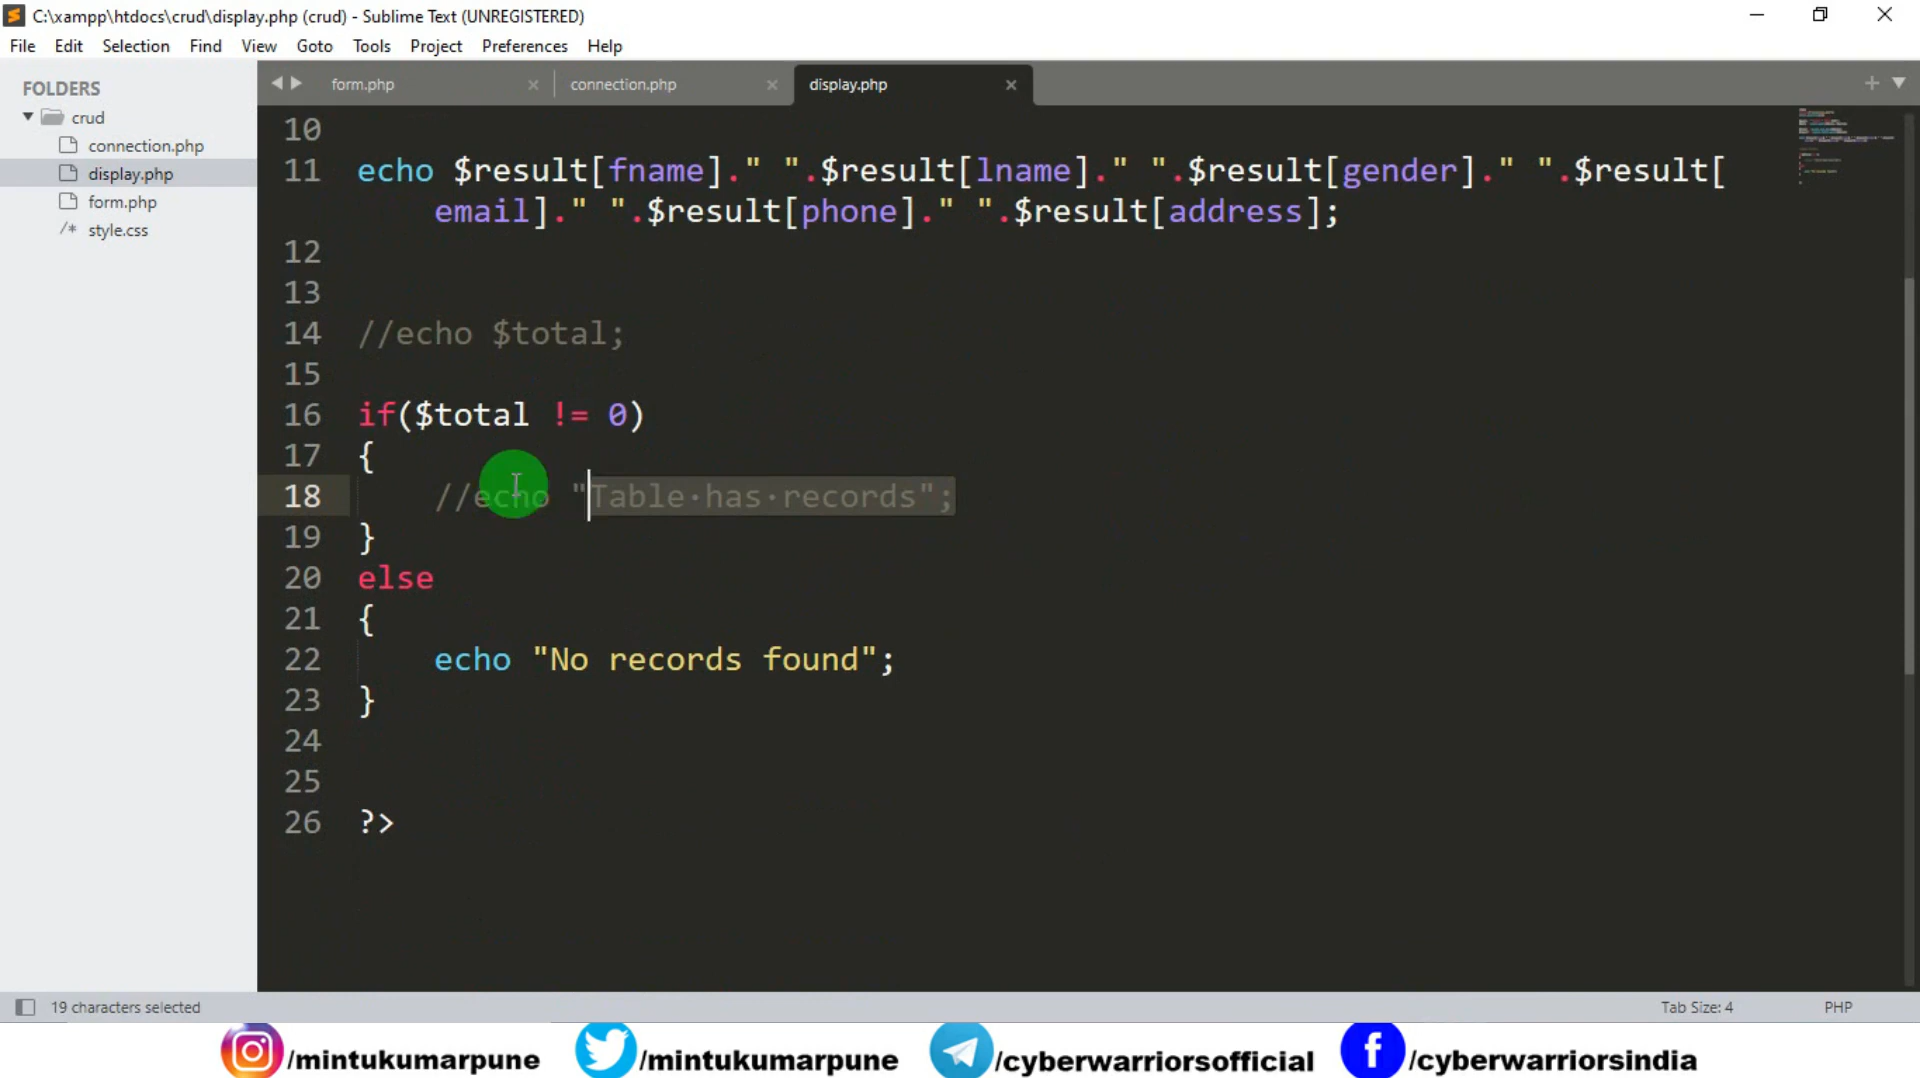 C:\xampp\htdocs\crud\display.php (crud) - Sublime Text (UNREGISTERED)
File Edit Selection Find View Goto Tools Project Preferences Help
FOLDERS
crud
connection.php
display.php
form.php
/* style.css
form.php
connection.php
display.php
10
11 echo $result[fname]." ".$result[lname]." ".$result[gender]." ".$result[
email]." ".$result[phone]." ".$result[address];
12
13
14 //echo $total;
15
16 if($total != 0)
17 {
18 //echo "Table·has·records";
19 }
20 else
21 {
22 echo "No records found";
23 }
24
25
26 ?>
19 characters selected
Tab Size: 4
PHP
/mintukumarpune
/mintukumarpune
/cyberwarriorsofficial
/cyberwarriorsindia